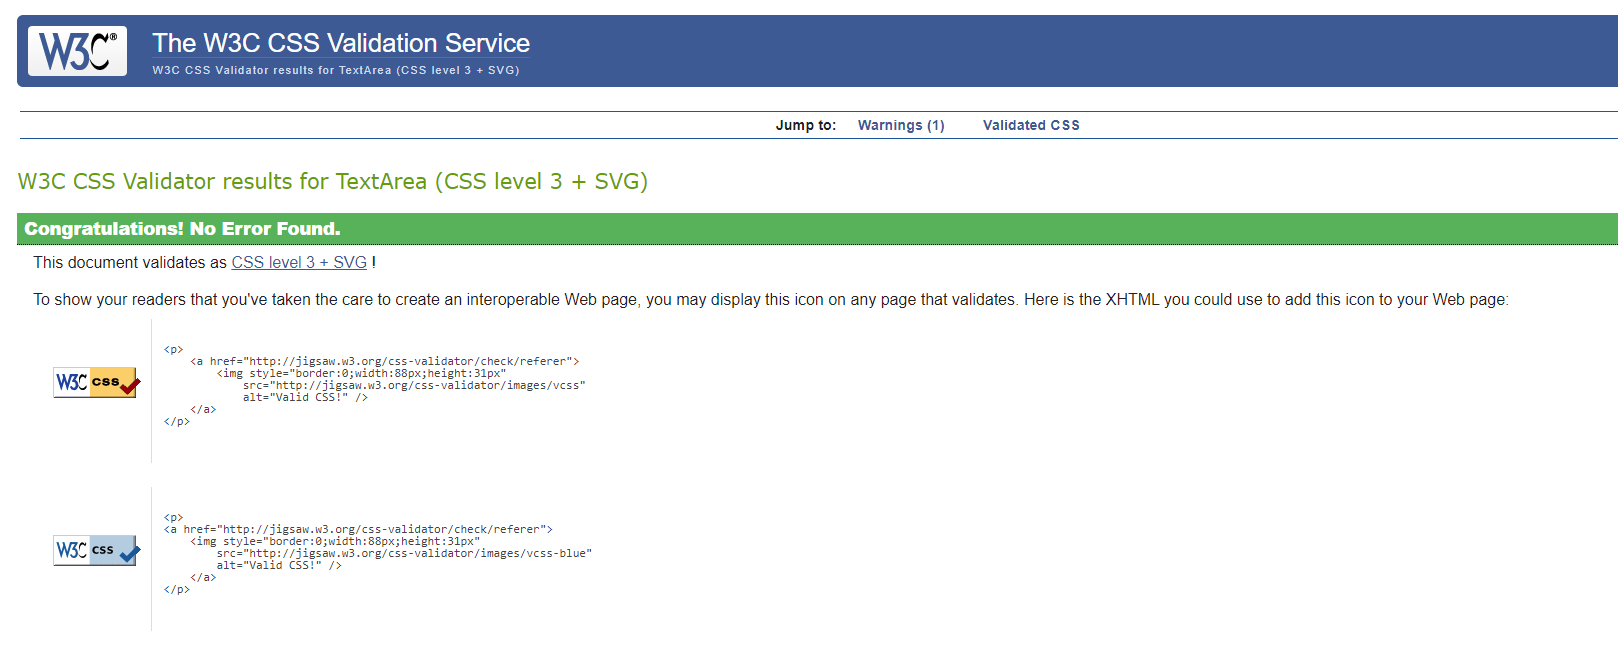 W3C®
The W3C CSS Validation Service
W3C CSS Validator results for TextArea (CSS level 3 + SVG)
Jump to: Warnings (1) Validated CSS
W3C CSS Validator results for TextArea (CSS level 3 + SVG)
Congratulations! No Error Found.
This document validates as CSS level 3 + SVG !
To show your readers that you've taken the care to create an interoperable Web page, you may display this icon on any page that validates. Here is the XHTML you could use to add this icon to your Web page:
W3C css
<p>
<a href="http://jigsaw.w3.org/css-validator/check/referer">
<img style="border:0;width:88px;height:31px"
src="http://jigsaw.w3.org/css-validator/images/vcss"
alt="Valid CSS!" />
</a>
</p>
W3C css
<p>
<a href="http://jigsaw.w3.org/css-validator/check/referer">
<img style="border:0;width:88px;height:31px"
src="http://jigsaw.w3.org/css-validator/images/vcss-blue"
alt="Valid CSS!" />
</a>
</p>